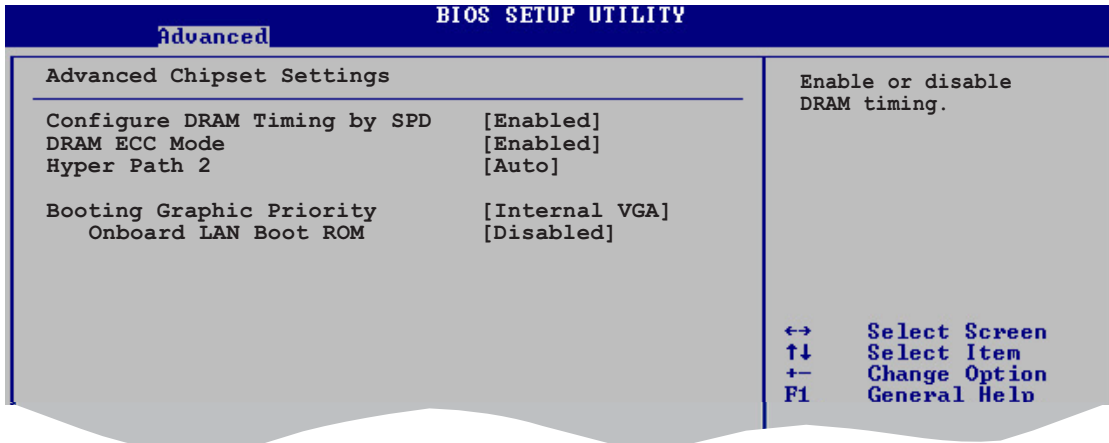 BIOS SETUP UTILITY
Advanced
Advanced Chipset Settings
Configure DRAM Timing by SPD [Enabled]
DRAM ECC Mode [Enabled]
Hyper Path 2 [Auto]
Booting Graphic Priority [Internal VGA]
Onboard LAN Boot ROM [Disabled]
Enable or disable
DRAM timing.
←→ Select Screen
↑↓ Select Item
+- Change Option
F1 General Help